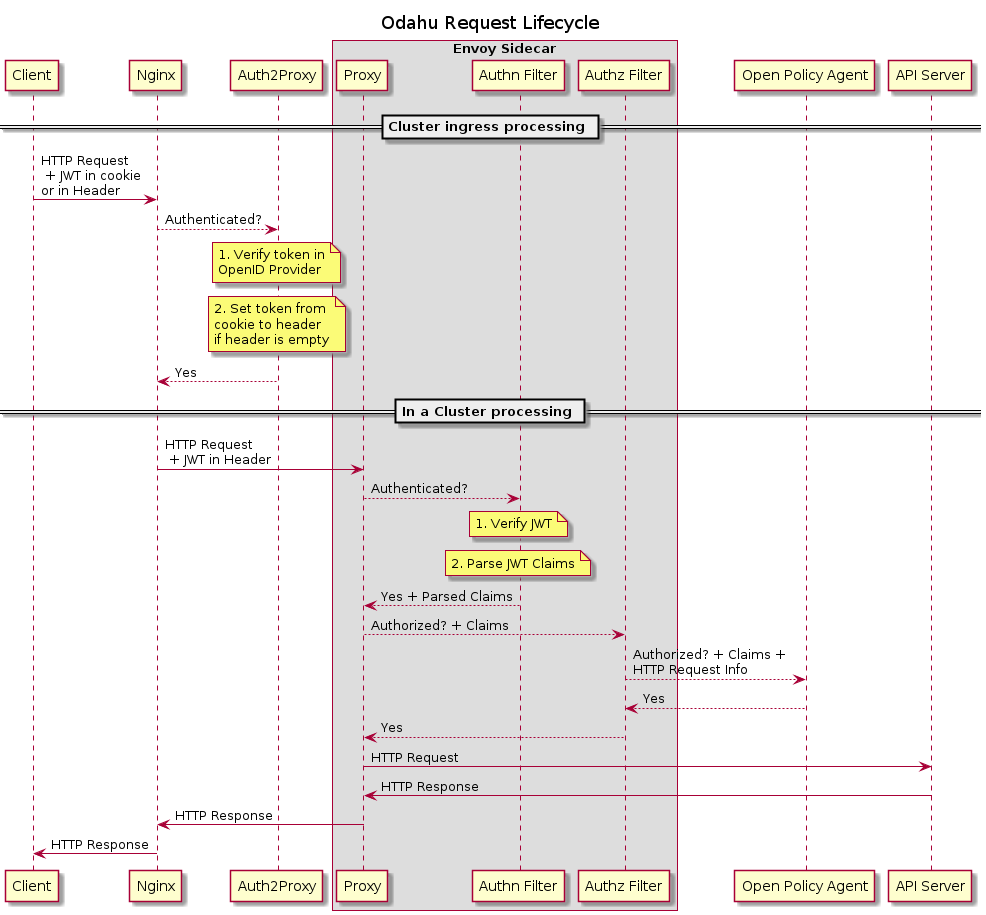 Odahu Request Lifecycle
Envoy Sidecar
Client
Nginx
Auth2Proxy
Proxy
Authn Filter
Authz Filter
Open Policy Agent
API Server
Cluster ingress processing
HTTP Request
+ JWT in cookie
or in Header
Authenticated?
1. Verify token in
OpenID Provider
2. Set token from
cookie to header
if header is empty
Yes
In a Cluster processing
HTTP Request
+ JWT in Header
Authenticated?
1. Verify JWT
2. Parse JWT Claims
Yes + Parsed Claims
Authorized? + Claims
Authorized? + Claims +
HTTP Request Info
Yes
Yes
HTTP Request
HTTP Response
HTTP Response
HTTP Response
Client
Nginx
Auth2Proxy
Proxy
Authn Filter
Authz Filter
Open Policy Agent
API Server